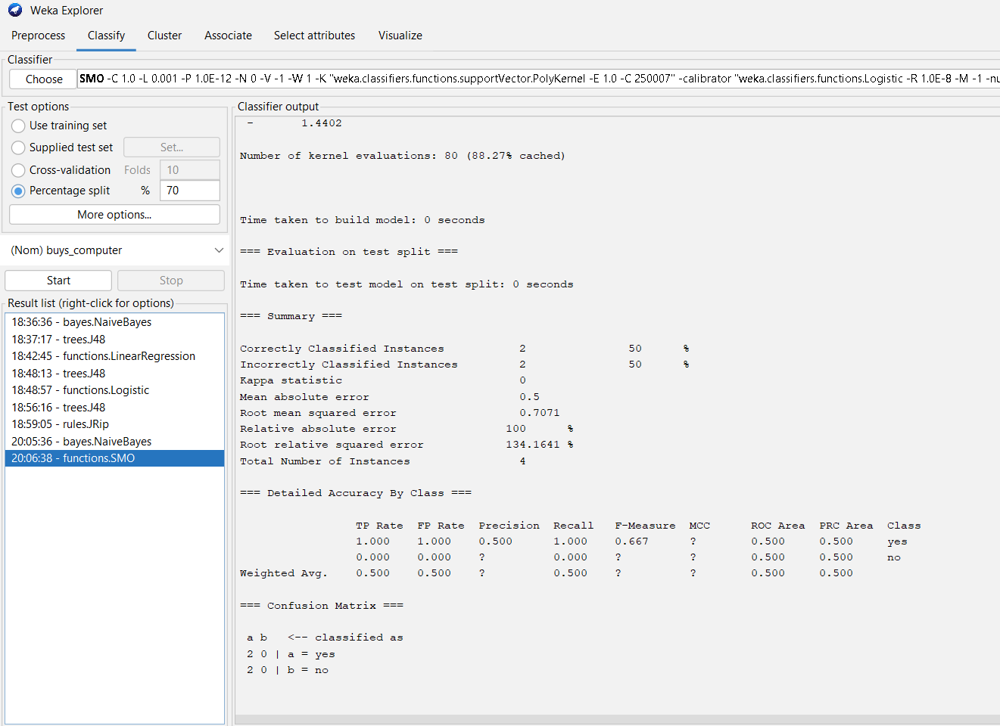 Weka Explorer
Preprocess Classify Cluster Associate Select attributes Visualize
Classifier
Choose SMO -C 1.0 -L 0.001 -P 1.0E-12 -N 0 -V -1 -W 1 -K "weka.classifiers.functions.supportVector.PolyKernel -E 1.0 -C 250007" -calibrator "weka.classifiers.functions.Logistic -R 1.0E-8 -M -1 -nu
Test options
Use training set
Supplied test set Set...
Cross-validation Folds 10
Percentage split % 70
More options...
(Nom) buys_computer
Start Stop
Result list (right-click for options)
18:36:36 - bayes.NaiveBayes
18:37:17 - trees.J48
18:42:45 - functions.LinearRegression
18:48:13 - trees.J48
18:48:57 - functions.Logistic
18:56:16 - trees.J48
18:59:05 - rules.JRip
20:05:36 - bayes.NaiveBayes
20:06:38 - functions.SMO
Classifier output
- 1.4402
Number of kernel evaluations: 80 (88.27% cached)
Time taken to build model: 0 seconds
=== Evaluation on test split ===
Time taken to test model on test split: 0 seconds
=== Summary ===
Correctly Classified Instances 2 50 %
Incorrectly Classified Instances 2 50 %
Kappa statistic 0
Mean absolute error 0.5
Root mean squared error 0.7071
Relative absolute error 100 %
Root relative squared error 134.1641 %
Total Number of Instances 4
=== Detailed Accuracy By Class ===
TP Rate FP Rate Precision Recall F-Measure MCC ROC Area PRC Area Class
1.000 1.000 0.500 1.000 0.667 ? 0.500 0.500 yes
0.000 0.000 ? 0.000 ? ? 0.500 0.500 no
Weighted Avg. 0.500 0.500 ? 0.500 ? ? 0.500 0.500
=== Confusion Matrix ===
a b <-- classified as
2 0 | a = yes
2 0 | b = no